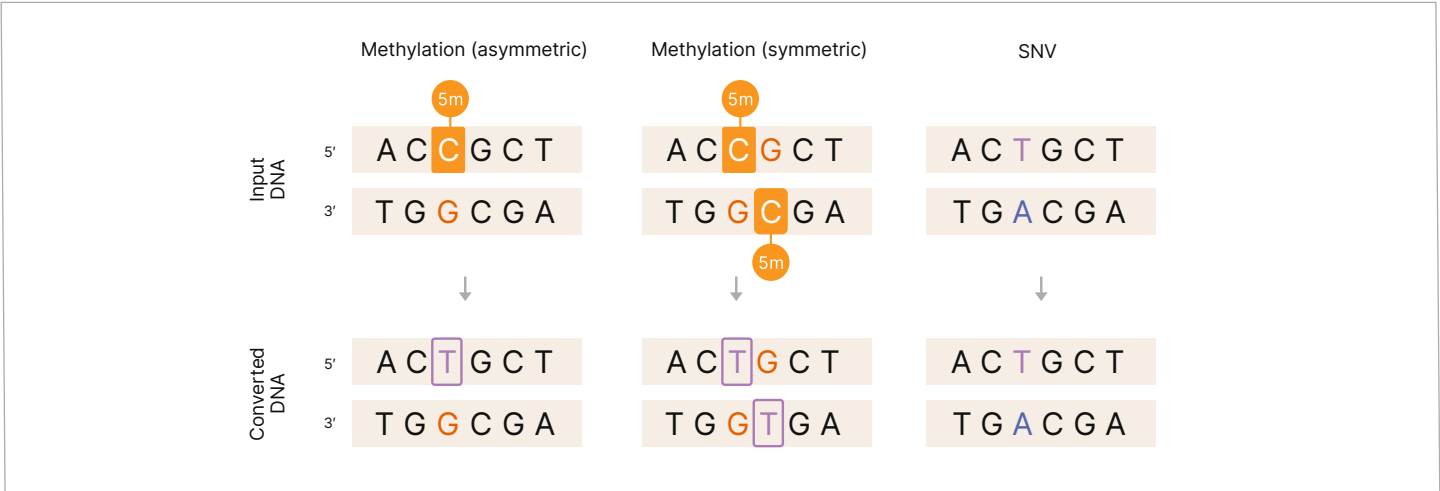 Methylation (asymmetric) Methylation (symmetric) SNV
5m 5m
Input DNA
5′ A C C G C T A C C G C T A C T G C T
3′ T G G C G A T G G C G A T G A C G A
5m
Converted DNA
5′ A C T G C T A C T G C T A C T G C T
3′ T G G C G A T G G T G A T G A C G A